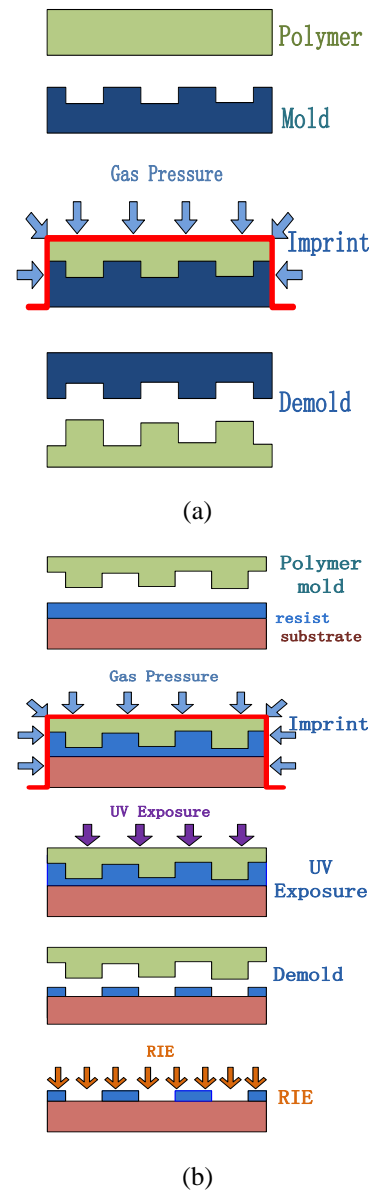 Polymer
Mold
Gas Pressure
Imprint
Demold
(a)
Polymer
mold
resist
substrate
Gas Pressure
Imprint
UV Exposure
UV
Exposure
Demold
RIE
RIE
(b)